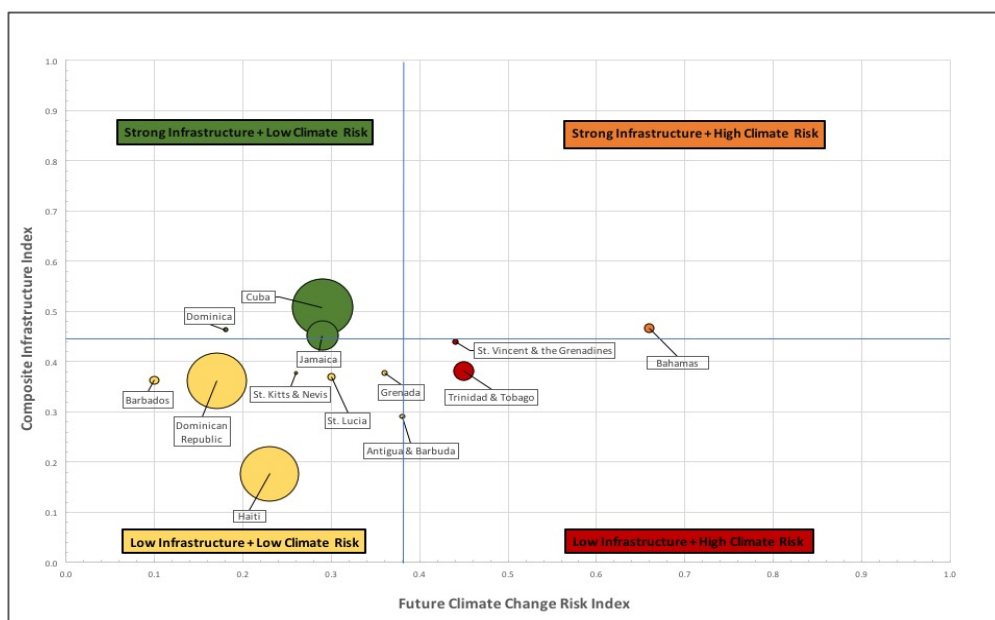 1.0
0.9
0.8
0.7
0.6
0.5
0.4
0.3
0.2
0.1
0.0
Composite Infrastructure Index
Strong Infrastructure + Low Climate Risk
Strong Infrastructure + High Climate Risk
Cuba
Dominica
Jamaica
St. Vincent & the Grenadines
Bahamas
Barbados
St. Kitts & Nevis
Grenada
Trinidad & Tobago
Dominican
Republic
St. Lucia
Antigua & Barbuda
Haiti
Low Infrastructure + Low Climate Risk
Low Infrastructure + High Climate Risk
0.0 0.1 0.2 0.3 0.4 0.5 0.6 0.7 0.8 0.9 1.0
Future Climate Change Risk Index